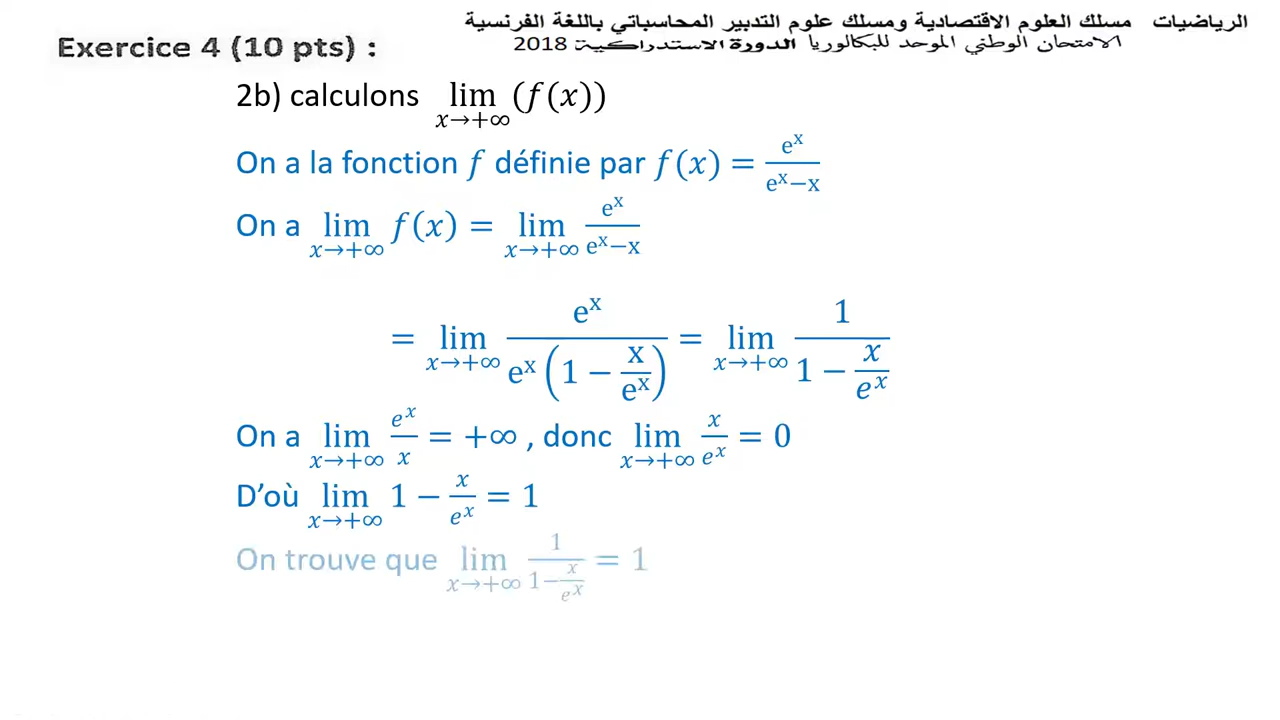 الرياضيات مسلك العلوم الاقتصادية ومسلك علوم التدبير المحاسباتي باللغة الفرنسية
الامتحان الوطني الموحد للبكالوريا الدورة الاستدراكية 2018
Exercice 4 (10 pts) :
2b) calculons lim_{x→+∞} (f(x))
On a la fonction f définie par f(x) = e^x/(e^x−x)
On a lim_{x→+∞} f(x) = lim_{x→+∞} e^x/(e^x−x)
= lim_{x→+∞} e^x/(e^x(1 − x/e^x)) = lim_{x→+∞} 1/(1 − x/e^x)
On a lim_{x→+∞} e^x/x = +∞ , donc lim_{x→+∞} x/e^x = 0
D’où lim_{x→+∞} 1 − x/e^x = 1
On trouve que lim_{x→+∞} 1/(1−x/e^x) = 1